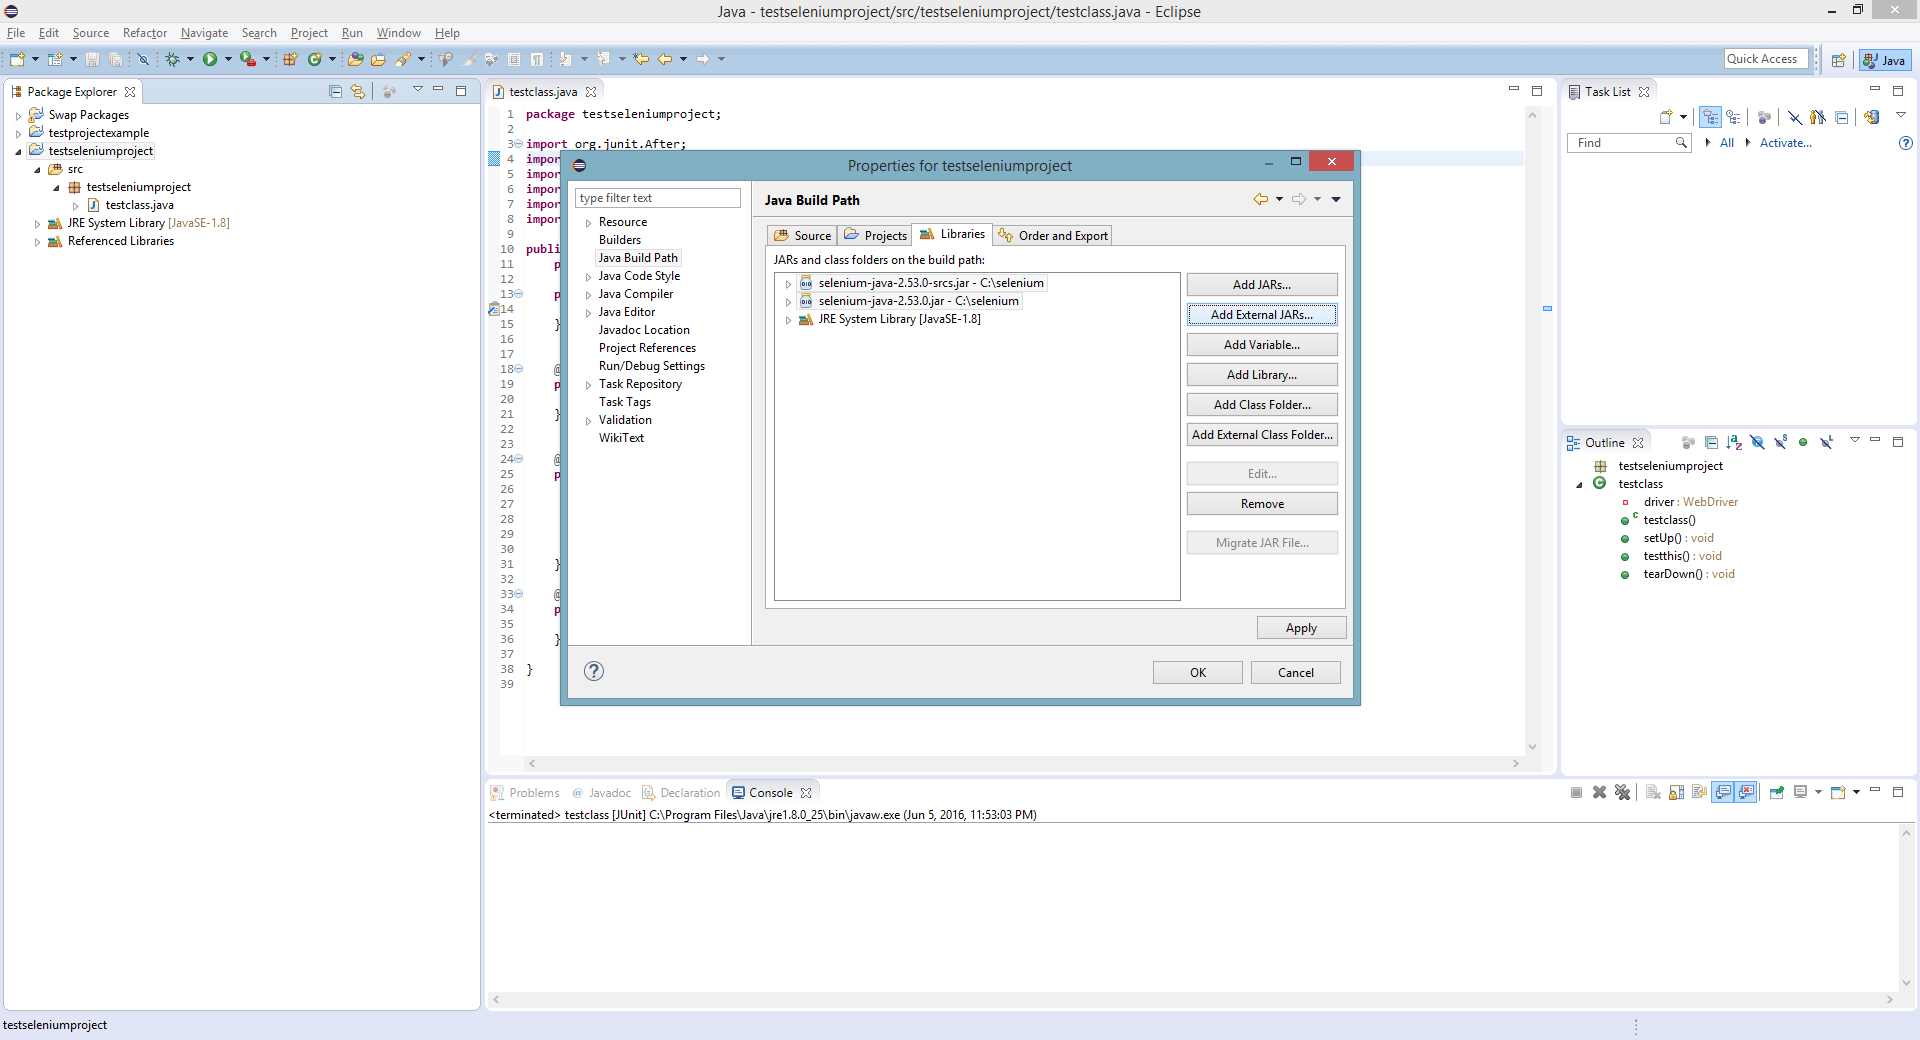 Java - testseleniumproject/src/testseleniumproject/testclass.java - Eclipse
File Edit Source Refactor Navigate Search Project Run Window Help
Quick Access
Java
Package Explorer
Swap Packages
testprojectexample
testseleniumproject
src
testseleniumproject
testclass.java
JRE System Library [JavaSE-1.8]
Referenced Libraries
testclass.java
1 package testseleniumproject;
2
3 import org.junit.After;
4 impor
5 impor
6 impor
7 impor
8 impor
9
10 publi
11 p
12
13 p
14
15 }
16
17
18 @
19 p
20
21 }
22
23
24 @
25 p
26
27
28
29
30
31 }
32
33 @
34 p
35
36 }
37
38 }
39
Properties for testseleniumproject
type filter text
Resource
Builders
Java Build Path
Java Code Style
Java Compiler
Java Editor
Javadoc Location
Project References
Run/Debug Settings
Task Repository
Task Tags
Validation
WikiText
Java Build Path
Source Projects Libraries Order and Export
JARs and class folders on the build path:
selenium-java-2.53.0-srcs.jar - C:\selenium
selenium-java-2.53.0.jar - C:\selenium
JRE System Library [JavaSE-1.8]
Add JARs...
Add External JARs...
Add Variable...
Add Library...
Add Class Folder...
Add External Class Folder...
Edit...
Remove
Migrate JAR File...
Apply
OK Cancel
Task List
Find
All Activate...
Outline
testseleniumproject
testclass
driver : WebDriver
testclass()
setUp() : void
testthis() : void
tearDown() : void
Problems @ Javadoc Declaration Console
<terminated> testclass [JUnit] C:\Program Files\Java\jre1.8.0_25\bin\javaw.exe (Jun 5, 2016, 11:53:03 PM)
testseleniumproject